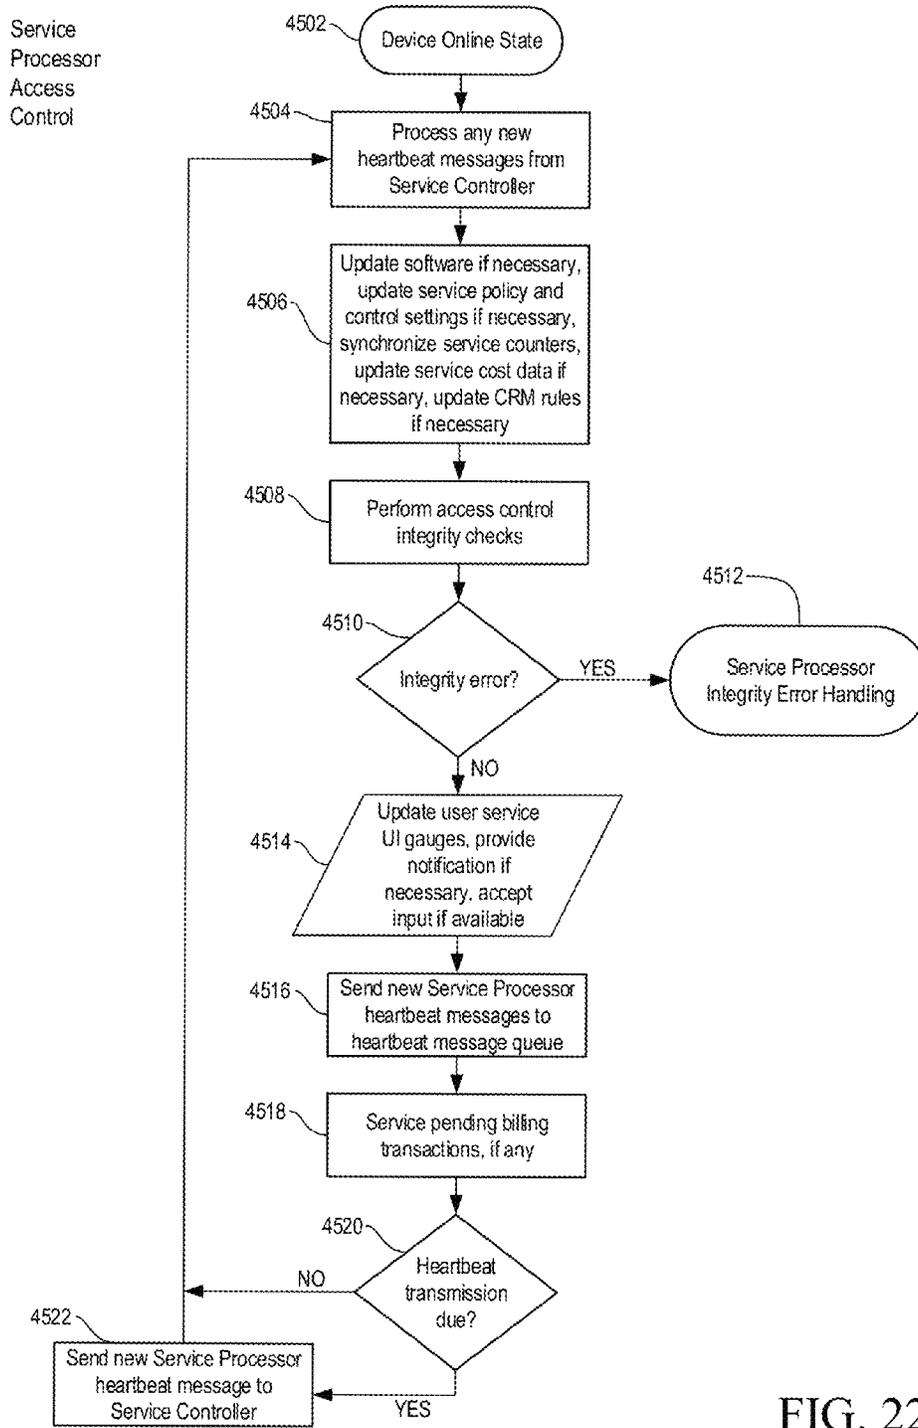 Service
Processor
Access
Control
4502
Device Online State
4504
Process any new
heartbeat messages from
Service Controller
4506
Update software if necessary,
update service policy and
control settings if necessary,
synchronize service counters,
update service cost data if
necessary, update CRM rules
if necessary
4508
Perform access control
integrity checks
4510
Integrity error?
YES
4512
Service Processor
Integrity Error Handling
NO
4514
Update user service
UI gauges, provide
notification if
necessary, accept
input if available
4516
Send new Service Processor
heartbeat messages to
heartbeat message queue
4518
Service pending billing
transactions, if any
4520
Heartbeat
transmission
due?
NO
4522
Send new Service Processor
heartbeat message to
Service Controller
YES
FIG. 22